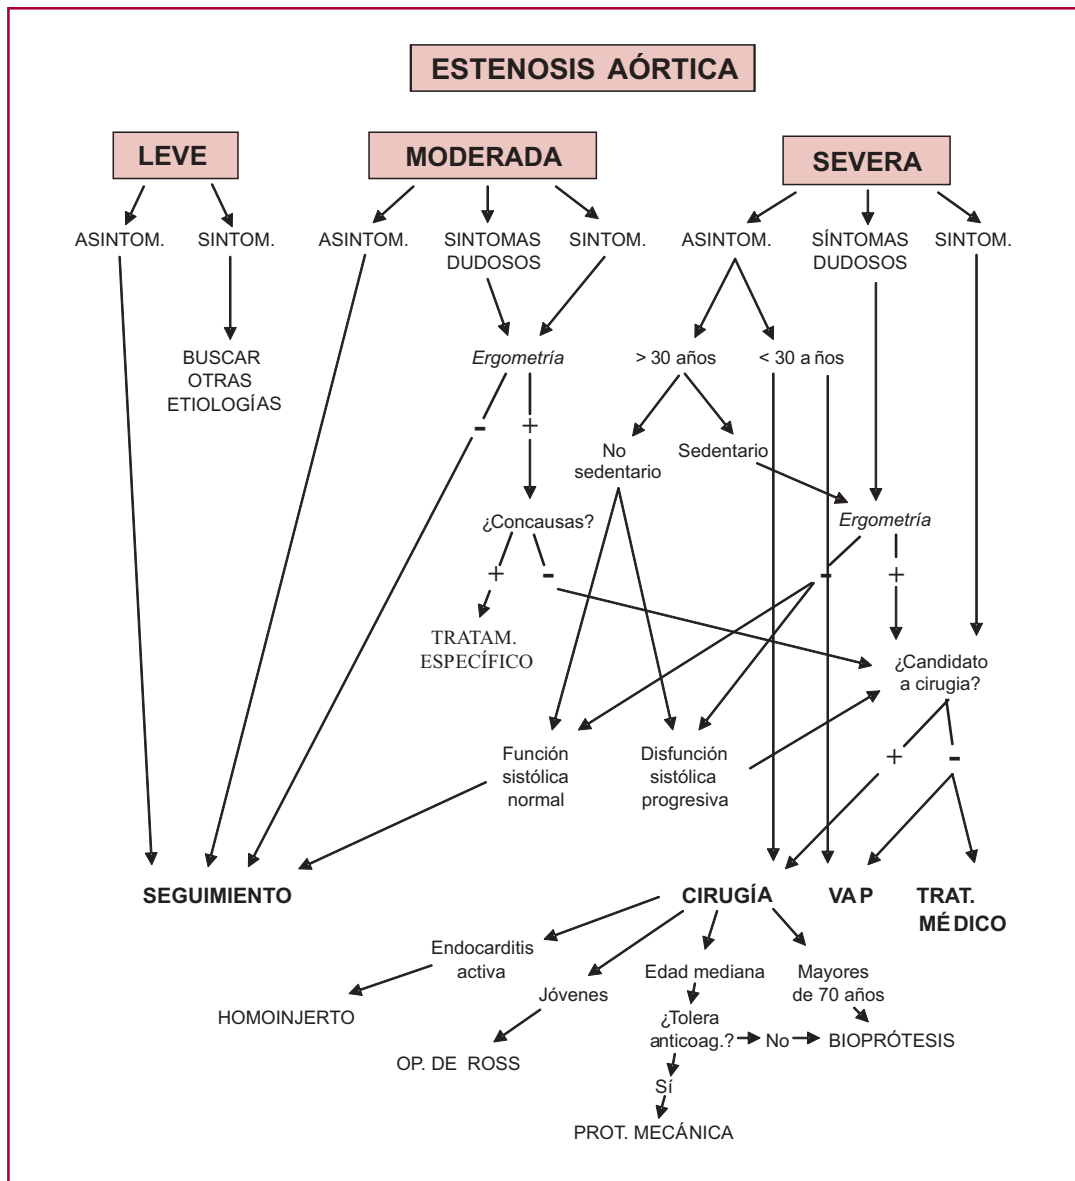 ESTENOSIS AÓRTICA
LEVE
MODERADA
SEVERA
ASINTOM.
SINTOM.
ASINTOM.
SINTOMAS
DUDOSOS
SINTOM.
ASINTOM.
SÍNTOMAS
DUDOSOS
SINTOM.
BUSCAR
OTRAS
ETIOLOGÍAS
Ergometría
> 30 años
< 30 a ños
-
+
No
sedentario
Sedentario
¿Concausas?
Ergometría
+
-
-
+
TRATAM.
ESPECÍFICO
¿Candidato
a cirugia?
Función
sistólica
normal
Disfunción
sistólica
progresiva
+
-
SEGUIMIENTO
CIRUGÍA
VAP
TRAT.
MÉDICO
Endocarditis
activa
Jóvenes
Edad mediana
Mayores
de 70 años
HOMOINJERTO
OP. DE ROSS
¿Tolera
anticoag.?
No
BIOPRÓTESIS
Sí
PROT. MECÁNICA